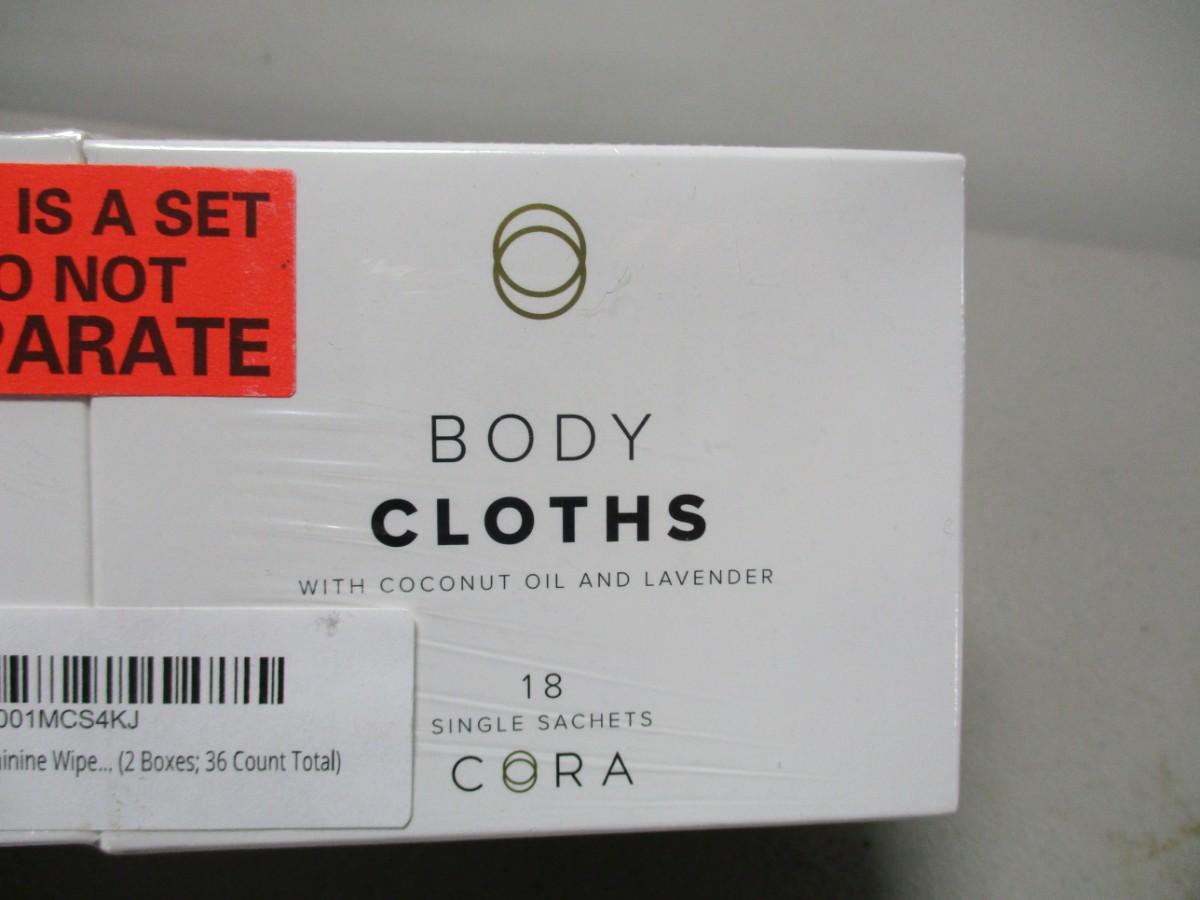 IS A SET
O NOT
PARATE
BODY
CLOTHS
WITH COCONUT OIL AND LAVENDER
18
SINGLE SACHETS
CORA
001MCS4KJ
inine Wipe... (2 Boxes; 36 Count Total)